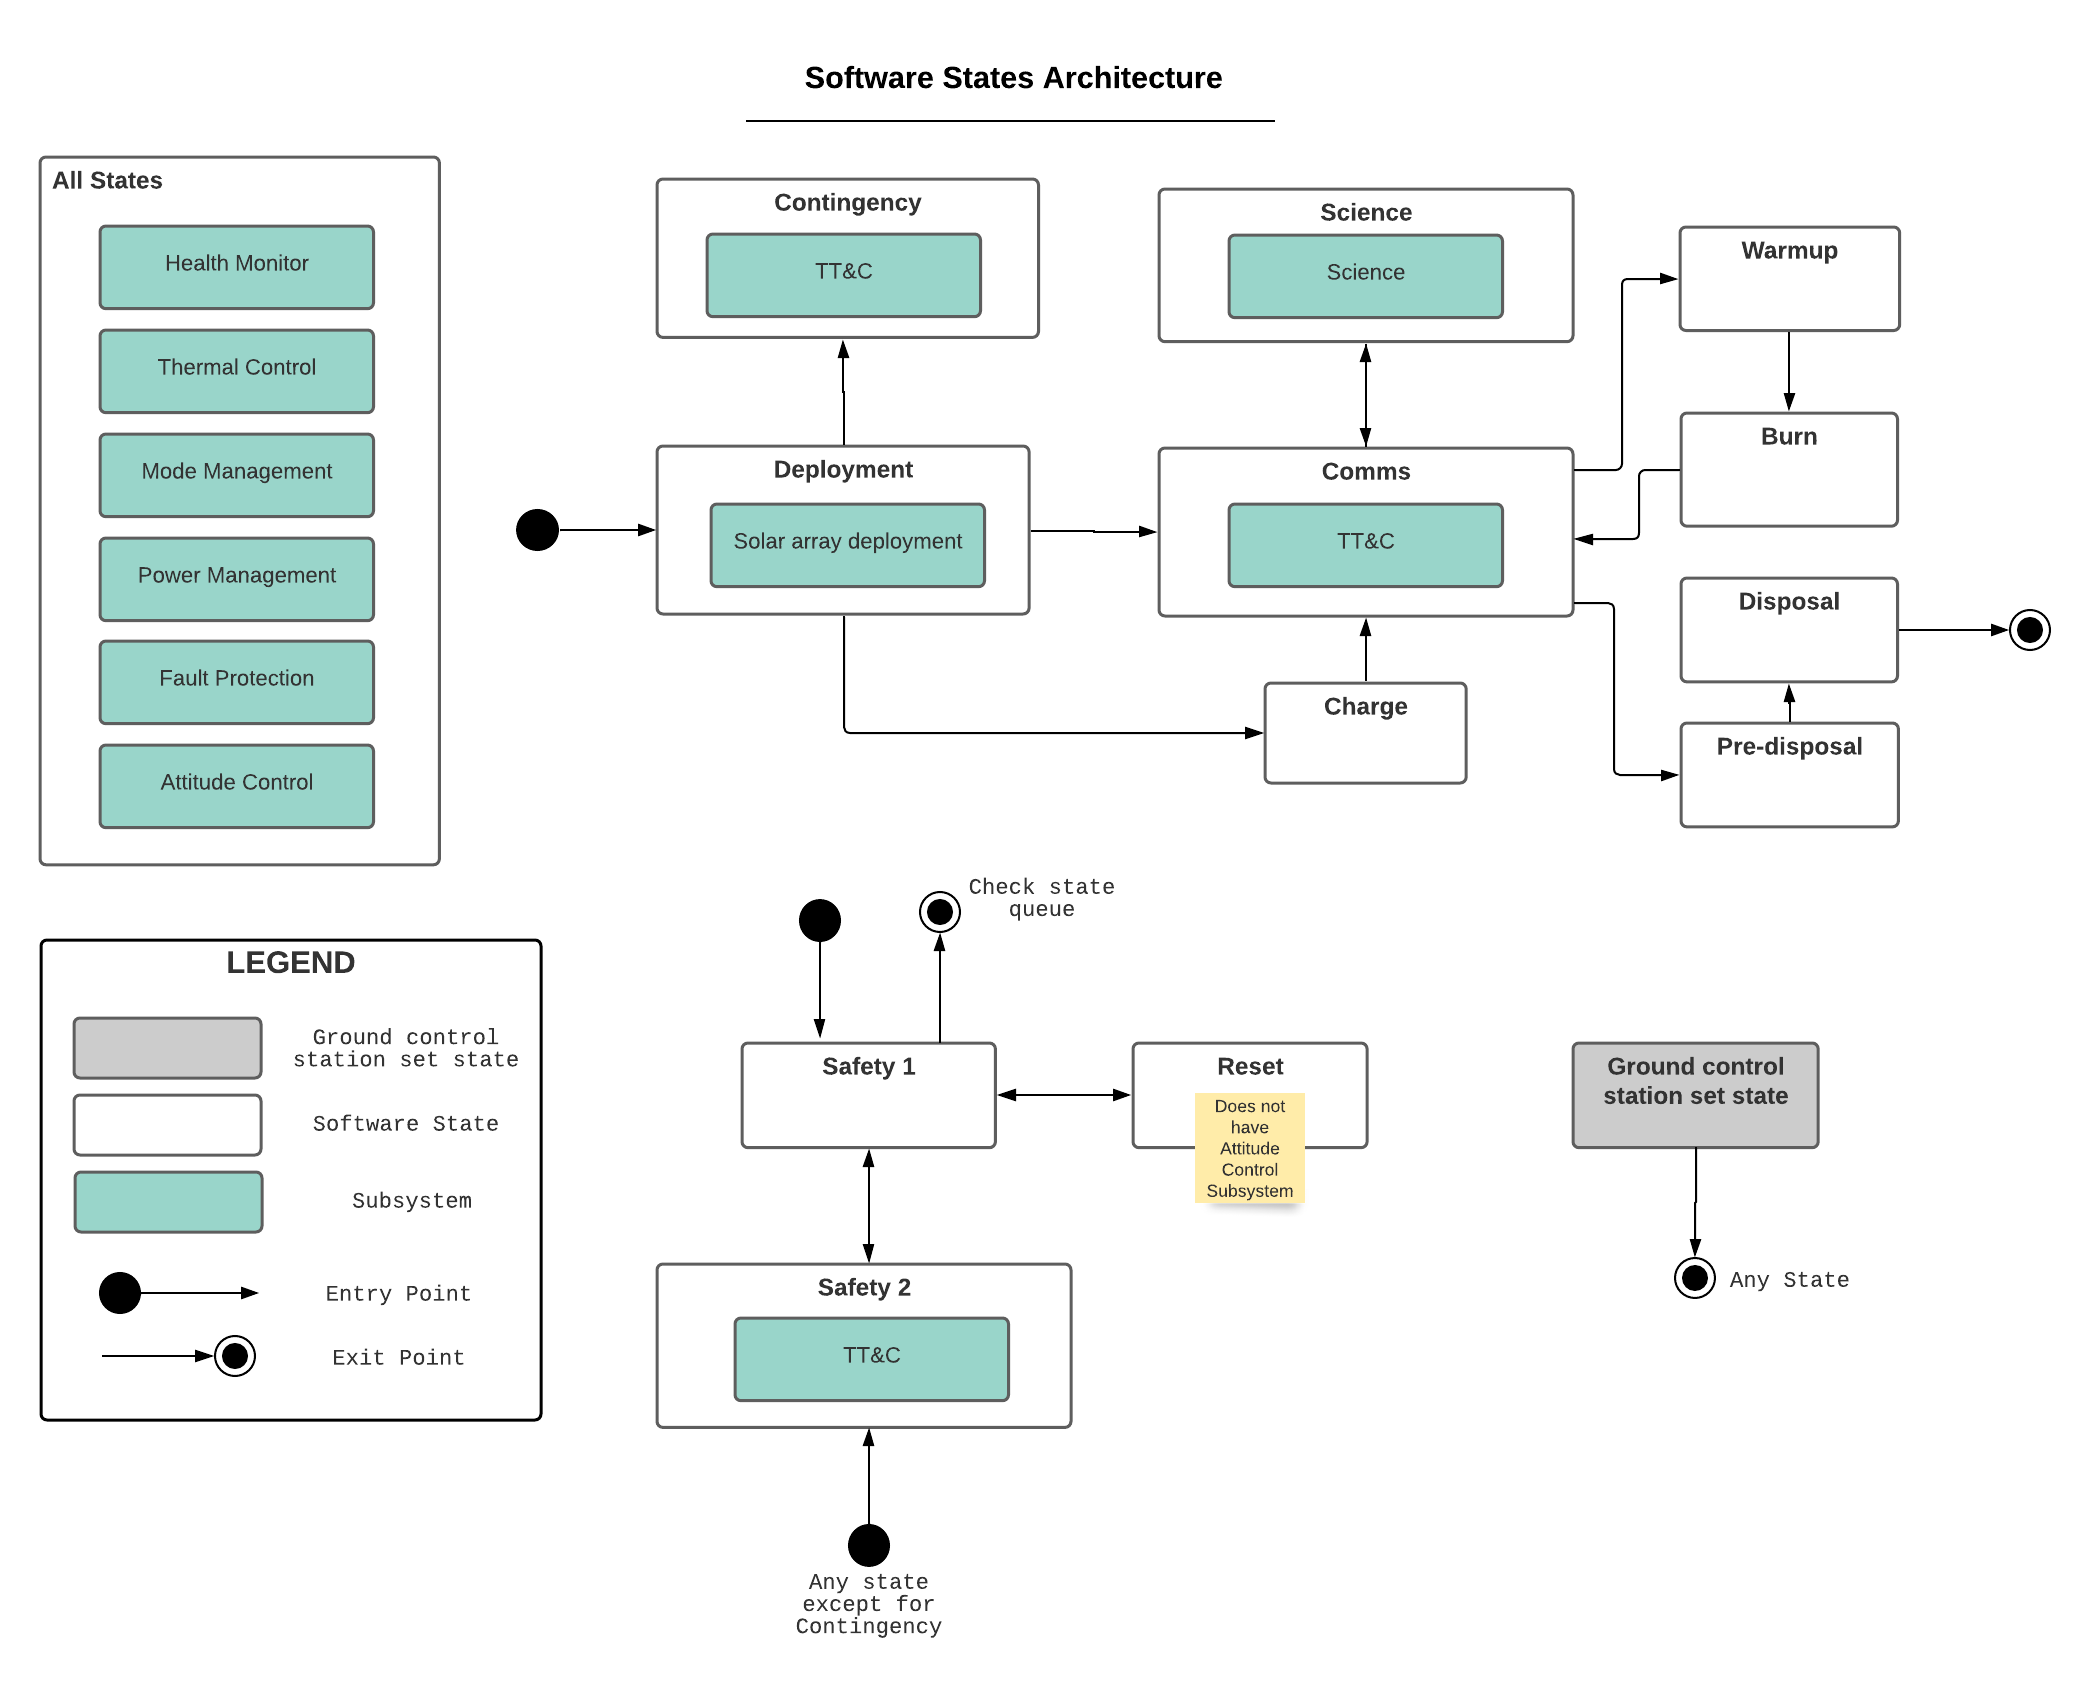 Software States Architecture
All States
Health Monitor
Thermal Control
Mode Management
Power Management
Fault Protection
Attitude Control
Contingency
TT&C
Science
Science
Warmup
Deployment
Solar array deployment
Comms
TT&C
Burn
Disposal
Charge
Pre-disposal
LEGEND
Ground control
station set state
Software State
Subsystem
Entry Point
Exit Point
Check state
queue
Safety 1
Reset
Does not
have
Attitude
Control
Subsystem
Ground control
station set state
Any State
Safety 2
TT&C
Any state
except for
Contingency